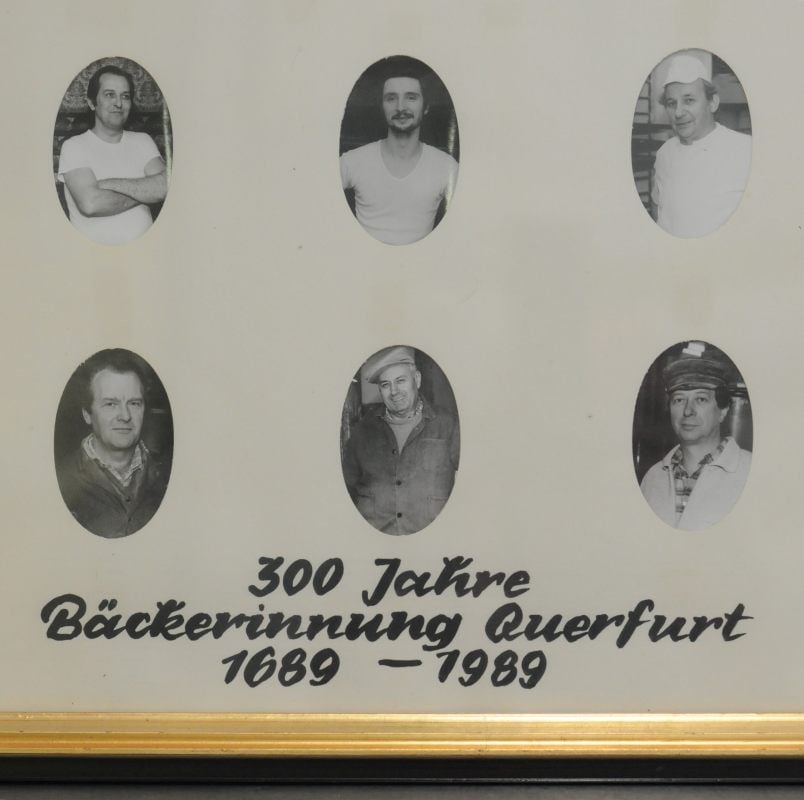 300 Jahre
Bäckerinnung Querfurt
1689 – 1989